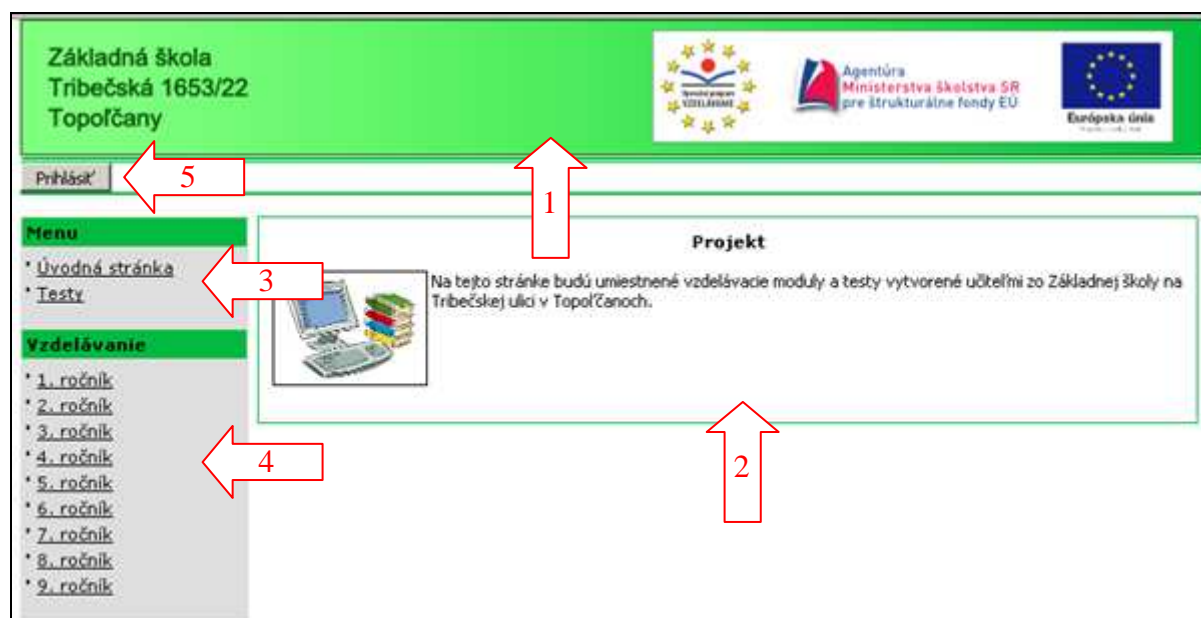 Základná škola
Tribečská 1653/22
Topoľčany
VZDELÁVANIE
Agentúra
Ministerstva školstva SR
pre štrukturálne fondy EÚ
Európska únia
Prihlásiť
5
1
Menu
Úvodná stránka
Testy
3
Projekt
Na tejto stránke budú umiestnené vzdelávacie moduly a testy vytvorené učiteľmi zo Základnej školy na
Tribečskej ulici v Topoľčanoch.
Vzdelávanie
1. ročník
2. ročník
3. ročník
4. ročník
5. ročník
6. ročník
7. ročník
8. ročník
9. ročník
4
2